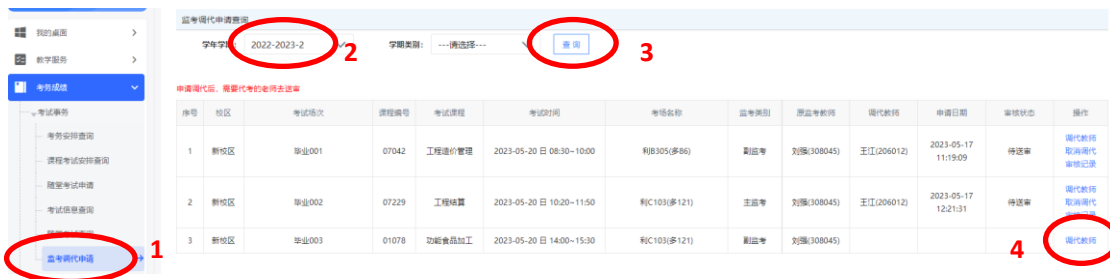 我的桌面
教学服务
考务成绩
考试事务
考务安排查询
课程考试安排查询
随堂考试申请
考试信息查询
监考调代申请
1
监考调代申请查询
学年学期: 2022-2023-2 2 学期类别: ---请选择--- 查询 3
申请调代后，需要代考的老师去送审
序号 校区 考试场次 课程编号 考试课程 考试时间 考场名称 监考类别 原监考教师 调代教师 申请日期 审核状态 操作
1 新校区 毕业001 07042 工程造价管理 2023-05-20 日 08:30~10:00 利B305(多86) 副监考 刘强(308045) 王江(206012) 2023-05-17 11:19:09 待送审 调代教师 取消调代 审核记录
2 新校区 毕业002 07229 工程结算 2023-05-20 日 10:20~11:50 利C103(多121) 主监考 刘强(308045) 王江(206012) 2023-05-17 12:21:31 待送审 调代教师 取消调代 审核记录
3 新校区 毕业003 01078 功能食品加工 2023-05-20 日 14:00~15:30 利C103(多121) 副监考 刘强(308045) 调代教师
4